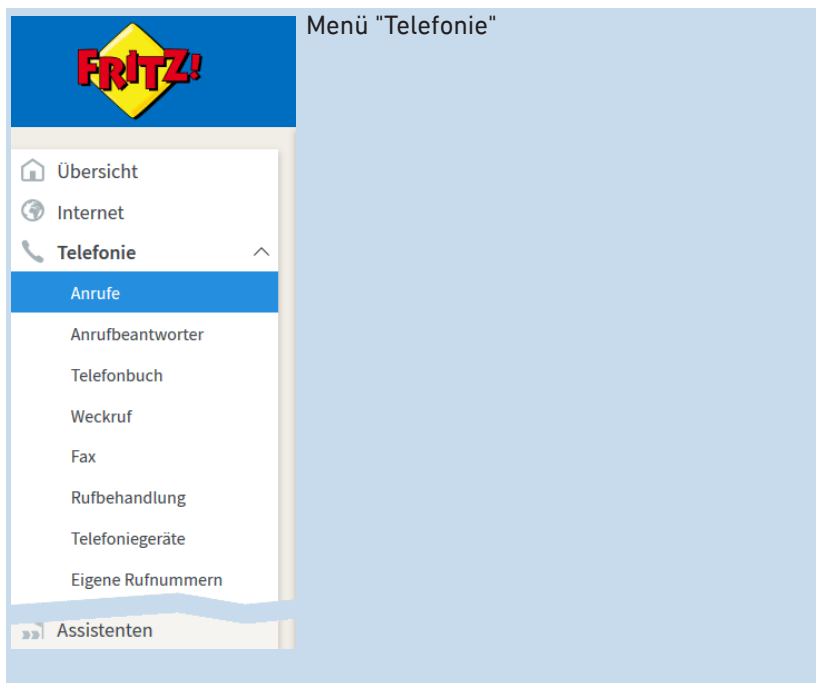 Menü "Telefonie"
FRITZ!
Übersicht
Internet
Telefonie
Anrufe
Anrufbeantworter
Telefonbuch
Weckruf
Fax
Rufbehandlung
Telefoniegeräte
Eigene Rufnummern
Assistenten